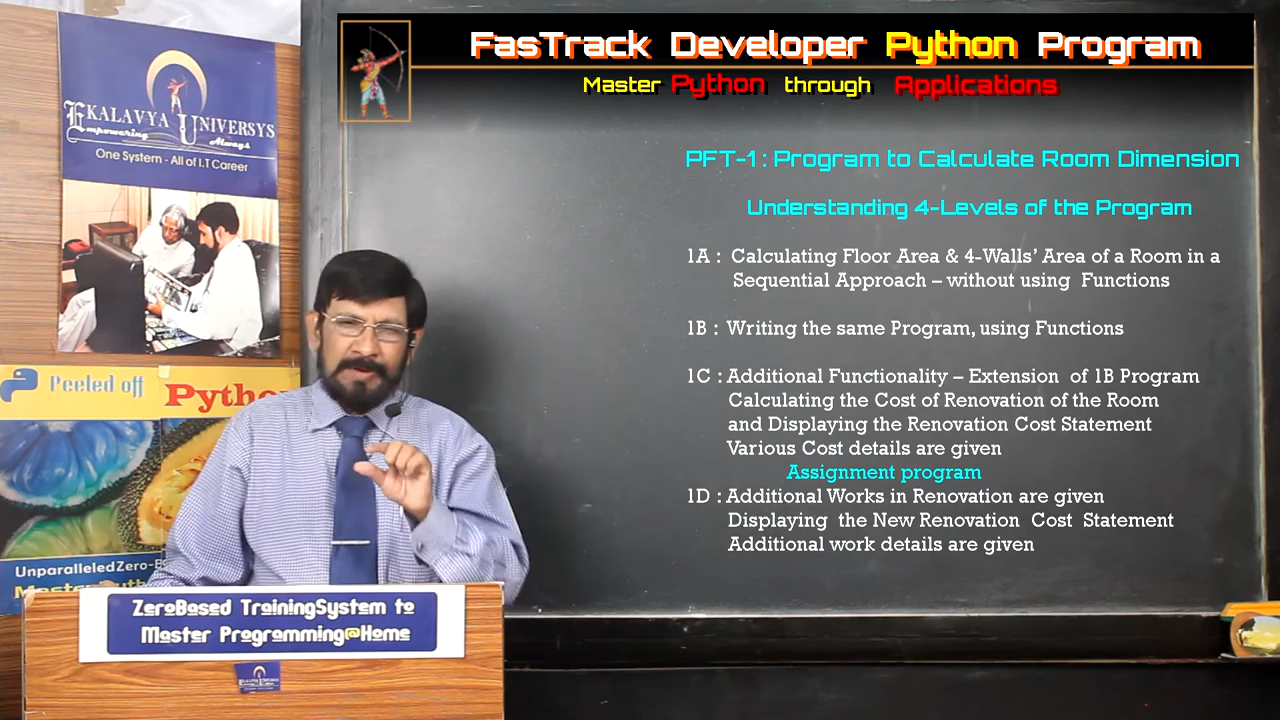 FasTrack Developer Python Program
Master Python through Applications
EKALAVYA UNIVERSYS
Empowering Always
One System - All of I.T Career
PFT-1 : Program to Calculate Room Dimension
Understanding 4-Levels of the Program
1A : Calculating Floor Area & 4-Walls’ Area of a Room in a
Sequential Approach – without using Functions
1B : Writing the same Program, using Functions
1C : Additional Functionality – Extension of 1B Program
Calculating the Cost of Renovation of the Room
and Displaying the Renovation Cost Statement
Various Cost details are given
Assignment program
1D : Additional Works in Renovation are given
Displaying the New Renovation Cost Statement
Additional work details are given
Peeled off
Unparalleled Zero-
ZeroBased TrainingSystem to
Master Programming@Home